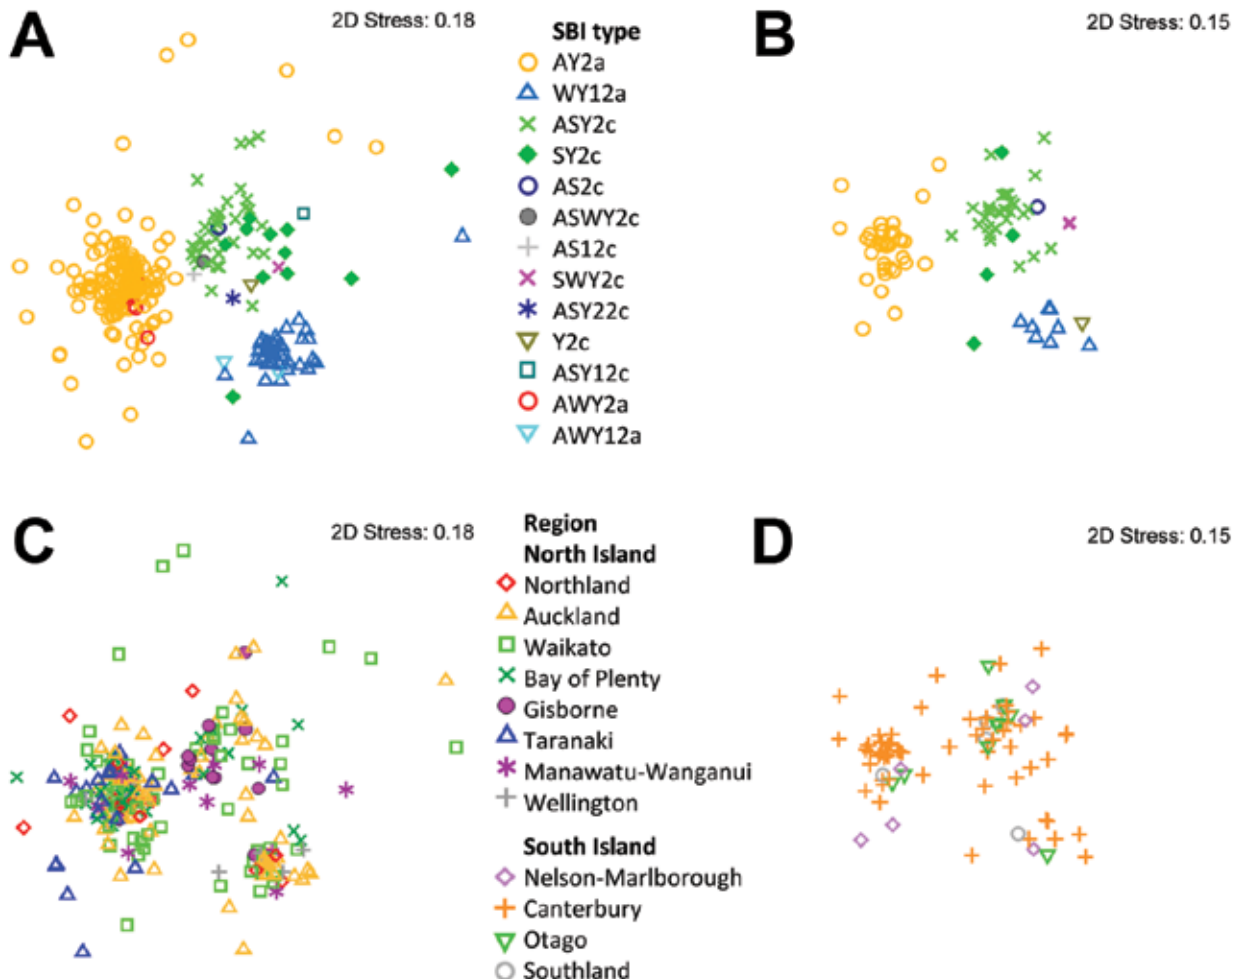 A
2D Stress: 0.18
SBI type
AY2a
WY12a
ASY2c
SY2c
AS2c
ASWY2c
AS12c
SWY2c
ASY22c
Y2c
ASY12c
AWY2a
AWY12a
B
2D Stress: 0.15
C
2D Stress: 0.18
Region
North Island
Northland
Auckland
Waikato
Bay of Plenty
Gisborne
Taranaki
Manawatu-Wanganui
Wellington
South Island
Nelson-Marlborough
Canterbury
Otago
Southland
D
2D Stress: 0.15